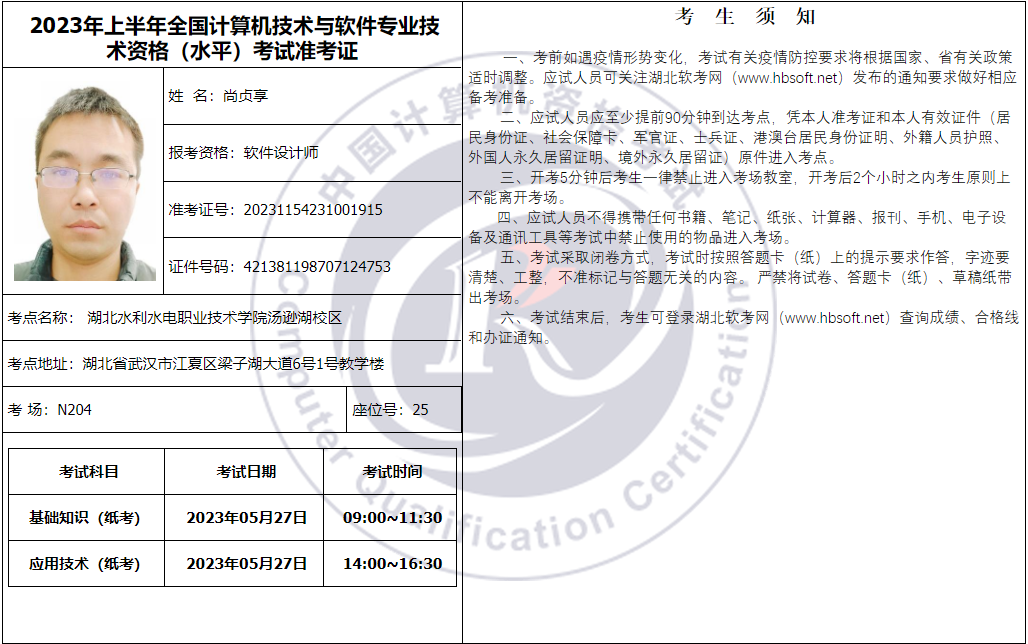 2023年上半年全国计算机技术与软件专业技
术资格（水平）考试准考证
姓 名：尚贞享
报考资格：软件设计师
准考证号：20231154231001915
证件号码：421381198707124753
考点名称： 湖北水利水电职业技术学院汤逊湖校区
考点地址：湖北省武汉市江夏区梁子湖大道6号1号教学楼
考 场：N204 座位号：25
考试科目 考试日期 考试时间
基础知识（纸考） 2023年05月27日 09:00~11:30
应用技术（纸考） 2023年05月27日 14:00~16:30
考 生 须 知
一、考前如遇疫情形势变化，考试有关疫情防控要求将根据国家、省有关政策
适时调整。应试人员可关注湖北软考网（www.hbsoft.net）发布的通知要求做好相应
备考准备。
二、应试人员应至少提前90分钟到达考点，凭本人准考证和本人有效证件（居
民身份证、社会保障卡、军官证、士兵证、港澳台居民身份证明、外籍人员护照、
外国人永久居留证明、境外永久居留证）原件进入考点。
三、开考5分钟后考生一律禁止进入考场教室，开考后2个小时之内考生原则上
不能离开考场。
四、应试人员不得携带任何书籍、笔记、纸张、计算器、报刊、手机、电子设
备及通讯工具等考试中禁止使用的物品进入考场。
五、考试采取闭卷方式，考试时按照答题卡（纸）上的提示要求作答，字迹要
清楚、工整，不准标记与答题无关的内容。 严禁将试卷、答题卡（纸）、草稿纸带
出考场。
六、考试结束后，考生可登录湖北软考网（www.hbsoft.net）查询成绩、合格线
和办证通知。
中国计算机资格考试
Computer Qualification Certification